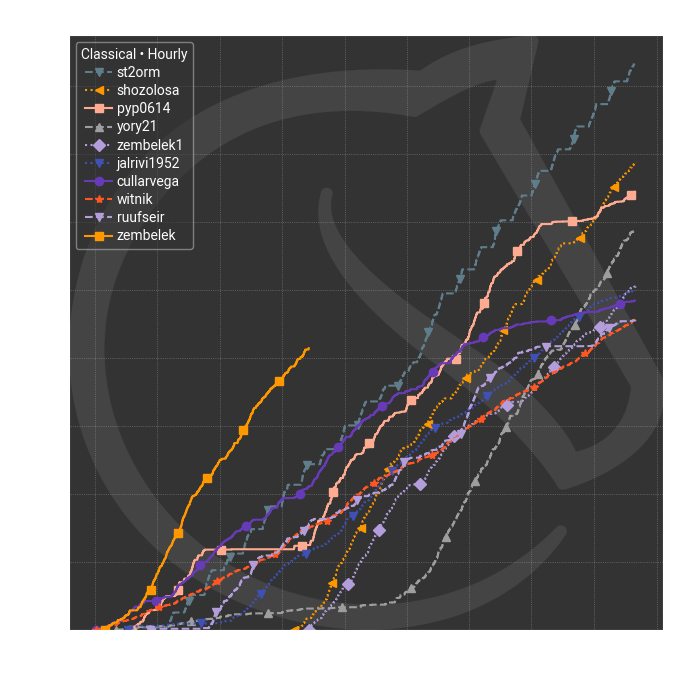 Classical • Hourly
st2orm
shozolosa
pyp0614
yory21
zembelek1
jalrivi1952
cullarvega
witnik
ruufseir
zembelek